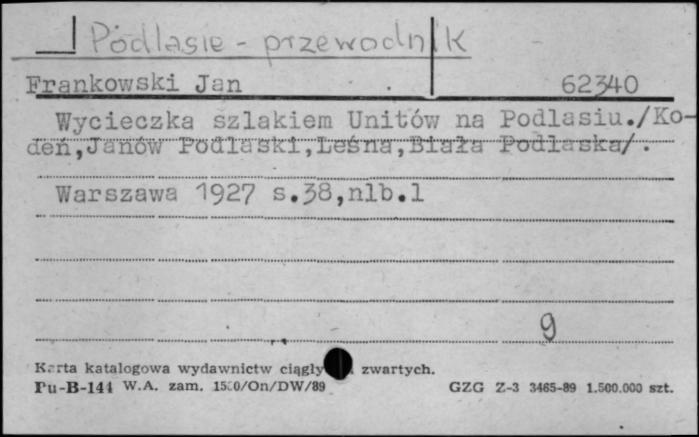 Podlasie - przewodnik
Frankowski Jan 62340
Wycieczka szlakiem Unitów na Podlasiu./Ko-
deń,Janów Podlaski,Leśna,Biała Podlaska/.
Warszawa 1927 s.38,nlb.1
9
Karta katalogowa wydawnictw zwartych.
Pu-B-144 W.A. zam. /On/DW/89 GZG Z-3 3465-89 1.500.000 szt.